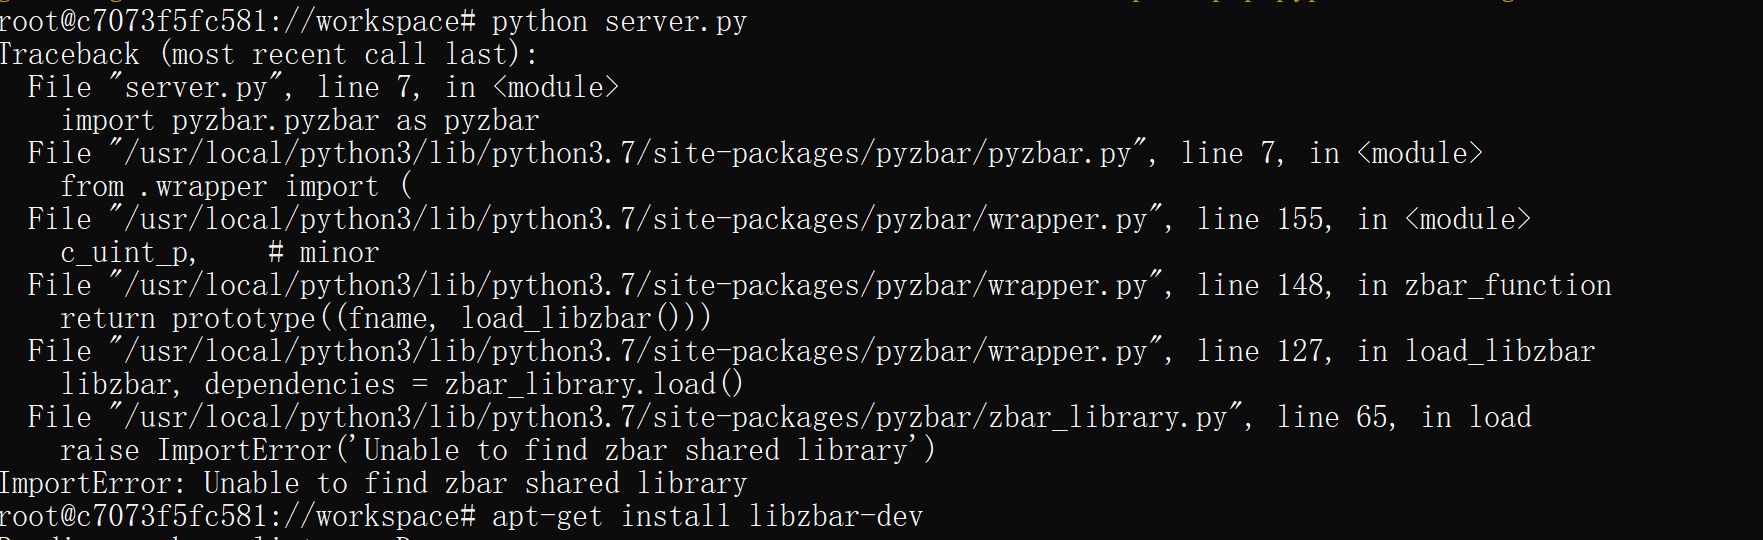 root@c7073f5fc581://workspace# python server.py
Traceback (most recent call last):
  File "server.py", line 7, in <module>
    import pyzbar.pyzbar as pyzbar
  File "/usr/local/python3/lib/python3.7/site-packages/pyzbar/pyzbar.py", line 7, in <module>
    from .wrapper import (
  File "/usr/local/python3/lib/python3.7/site-packages/pyzbar/wrapper.py", line 155, in <module>
    c_uint_p,    # minor
  File "/usr/local/python3/lib/python3.7/site-packages/pyzbar/wrapper.py", line 148, in zbar_function
    return prototype((fname, load_libzbar()))
  File "/usr/local/python3/lib/python3.7/site-packages/pyzbar/wrapper.py", line 127, in load_libzbar
    libzbar, dependencies = zbar_library.load()
  File "/usr/local/python3/lib/python3.7/site-packages/pyzbar/zbar_library.py", line 65, in load
    raise ImportError('Unable to find zbar shared library')
ImportError: Unable to find zbar shared library
root@c7073f5fc581://workspace# apt-get install libzbar-dev